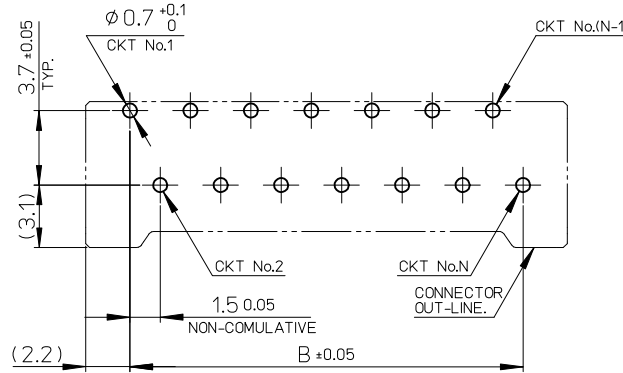 Ø0.7 +0.1
0
CKT No.1
CKT No.(N-1
3.7 ±0.05
TYP.
(3.1)
CKT No.2
CKT No.N
CONNECTOR
OUT-LINE.
1.5 0.05
NON-COMULATIVE
(2.2)
B ±0.05